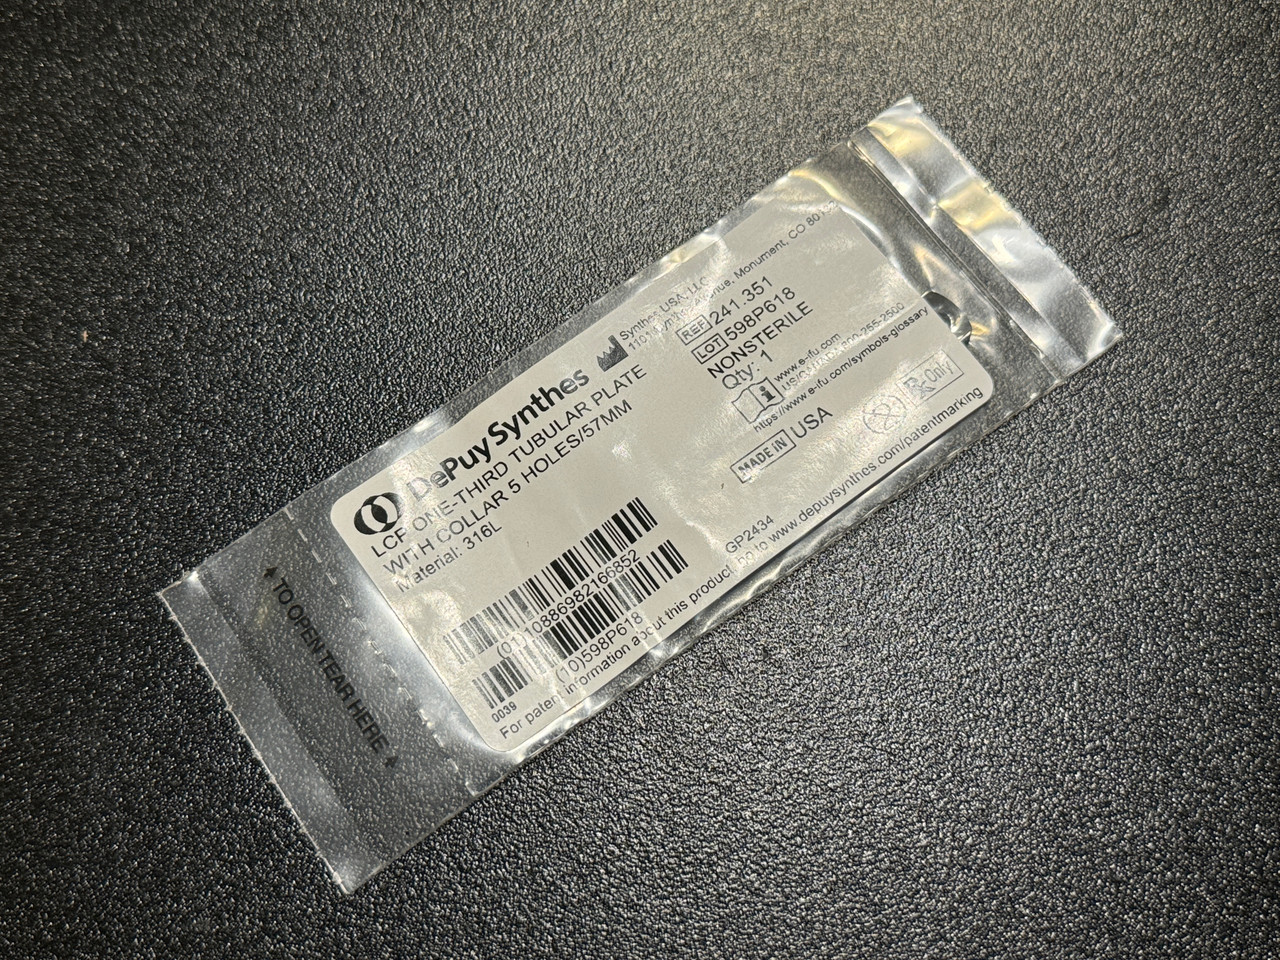 DePuy Synthes
LCP ONE-THIRD TUBULAR PLATE
WITH COLLAR 5 HOLES/57MM
Material: 316L
(01)10886982166852
(10)598P618
0039
For patent information about this product, go to www.depuysynthes.com/patentmarking
Synthes USA, LLC
Monument, CO
REF 241.351
LOT 598P618
NONSTERILE
Qty: 1
www.e-ifu.com
https://www.e-ifu.com/symbols-glossary
MADE IN USA
Rx Only
GP2434
TO OPEN TEAR HERE